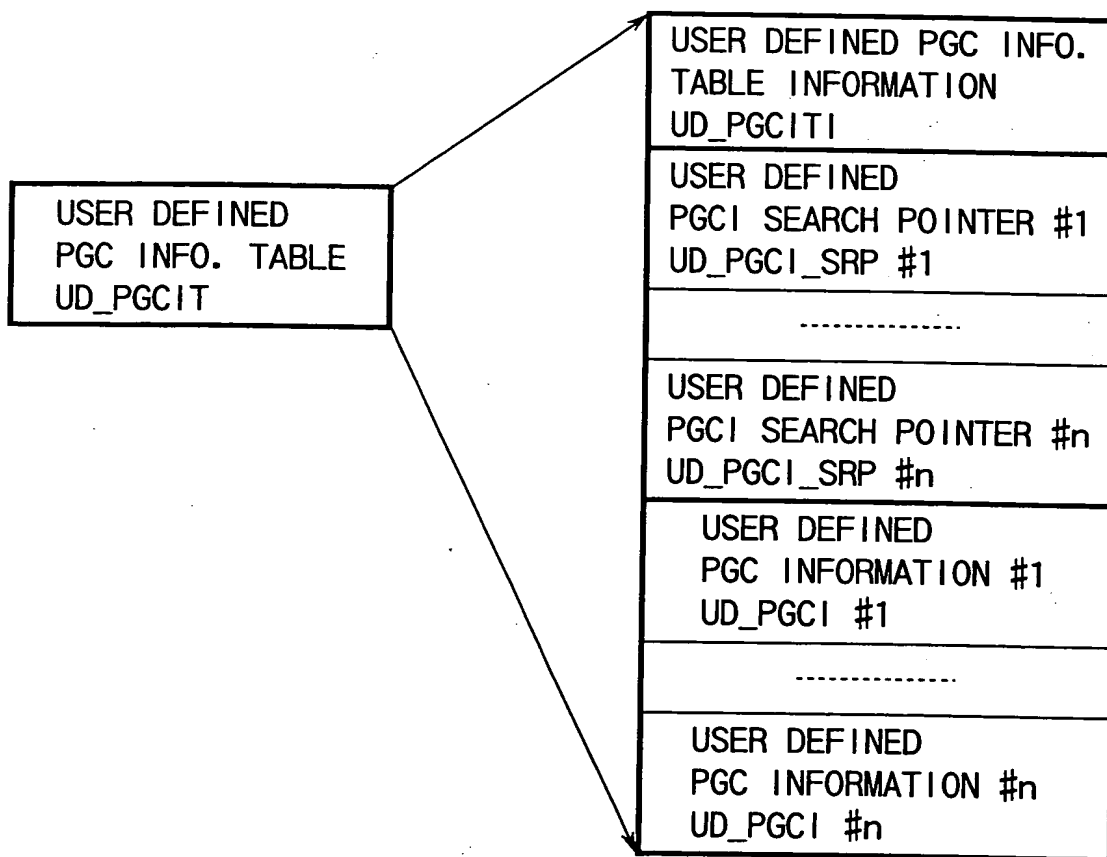 USER DEFINED
PGC INFO. TABLE
UD_PGCIT
USER DEFINED PGC INFO.
TABLE INFORMATION
UD_PGCITI
USER DEFINED
PGCI SEARCH POINTER #1
UD_PGCI_SRP #1
USER DEFINED
PGCI SEARCH POINTER #n
UD_PGCI_SRP #n
USER DEFINED
PGC INFORMATION #1
UD_PGCI #1
USER DEFINED
PGC INFORMATION #n
UD_PGCI #n